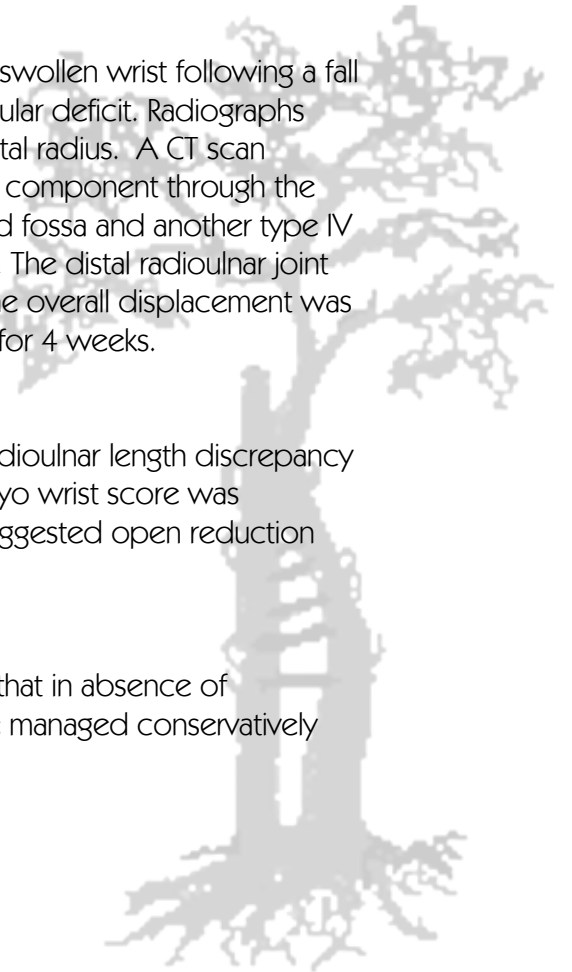 swollen wrist following a fall
ular deficit. Radiographs
tal radius. A CT scan
component through the
d fossa and another type IV
. The distal radioulnar joint
ne overall displacement was
for 4 weeks.
dioulnar length discrepancy
yo wrist score was
ggested open reduction
that in absence of
managed conservatively